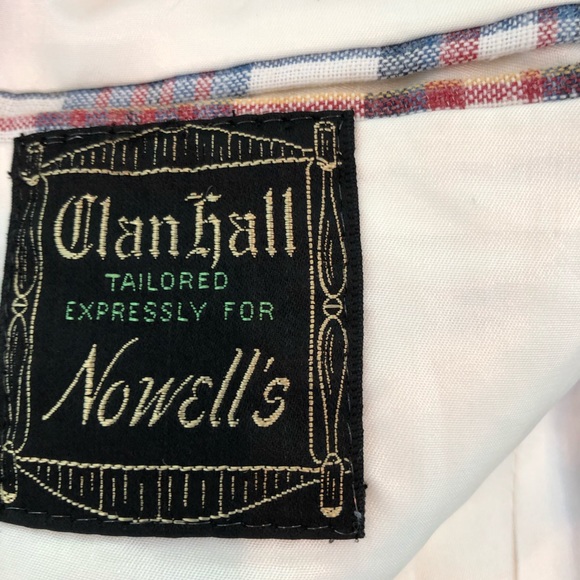 Clan Hall
TAILORED
EXPRESSLY FOR
Nowell's